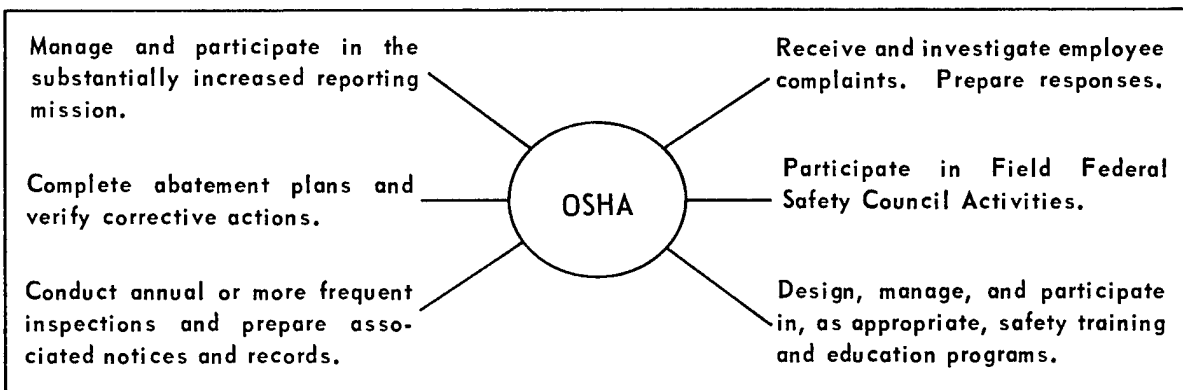 Manage and participate in the
substantially increased reporting
mission.
Complete abatement plans and
verify corrective actions.
Conduct annual or more frequent
inspections and prepare asso-
ciated notices and records.
OSHA
Receive and investigate employee
complaints. Prepare responses.
Participate in Field Federal
Safety Council Activities.
Design, manage, and participate
in, as appropriate, safety training
and education programs.